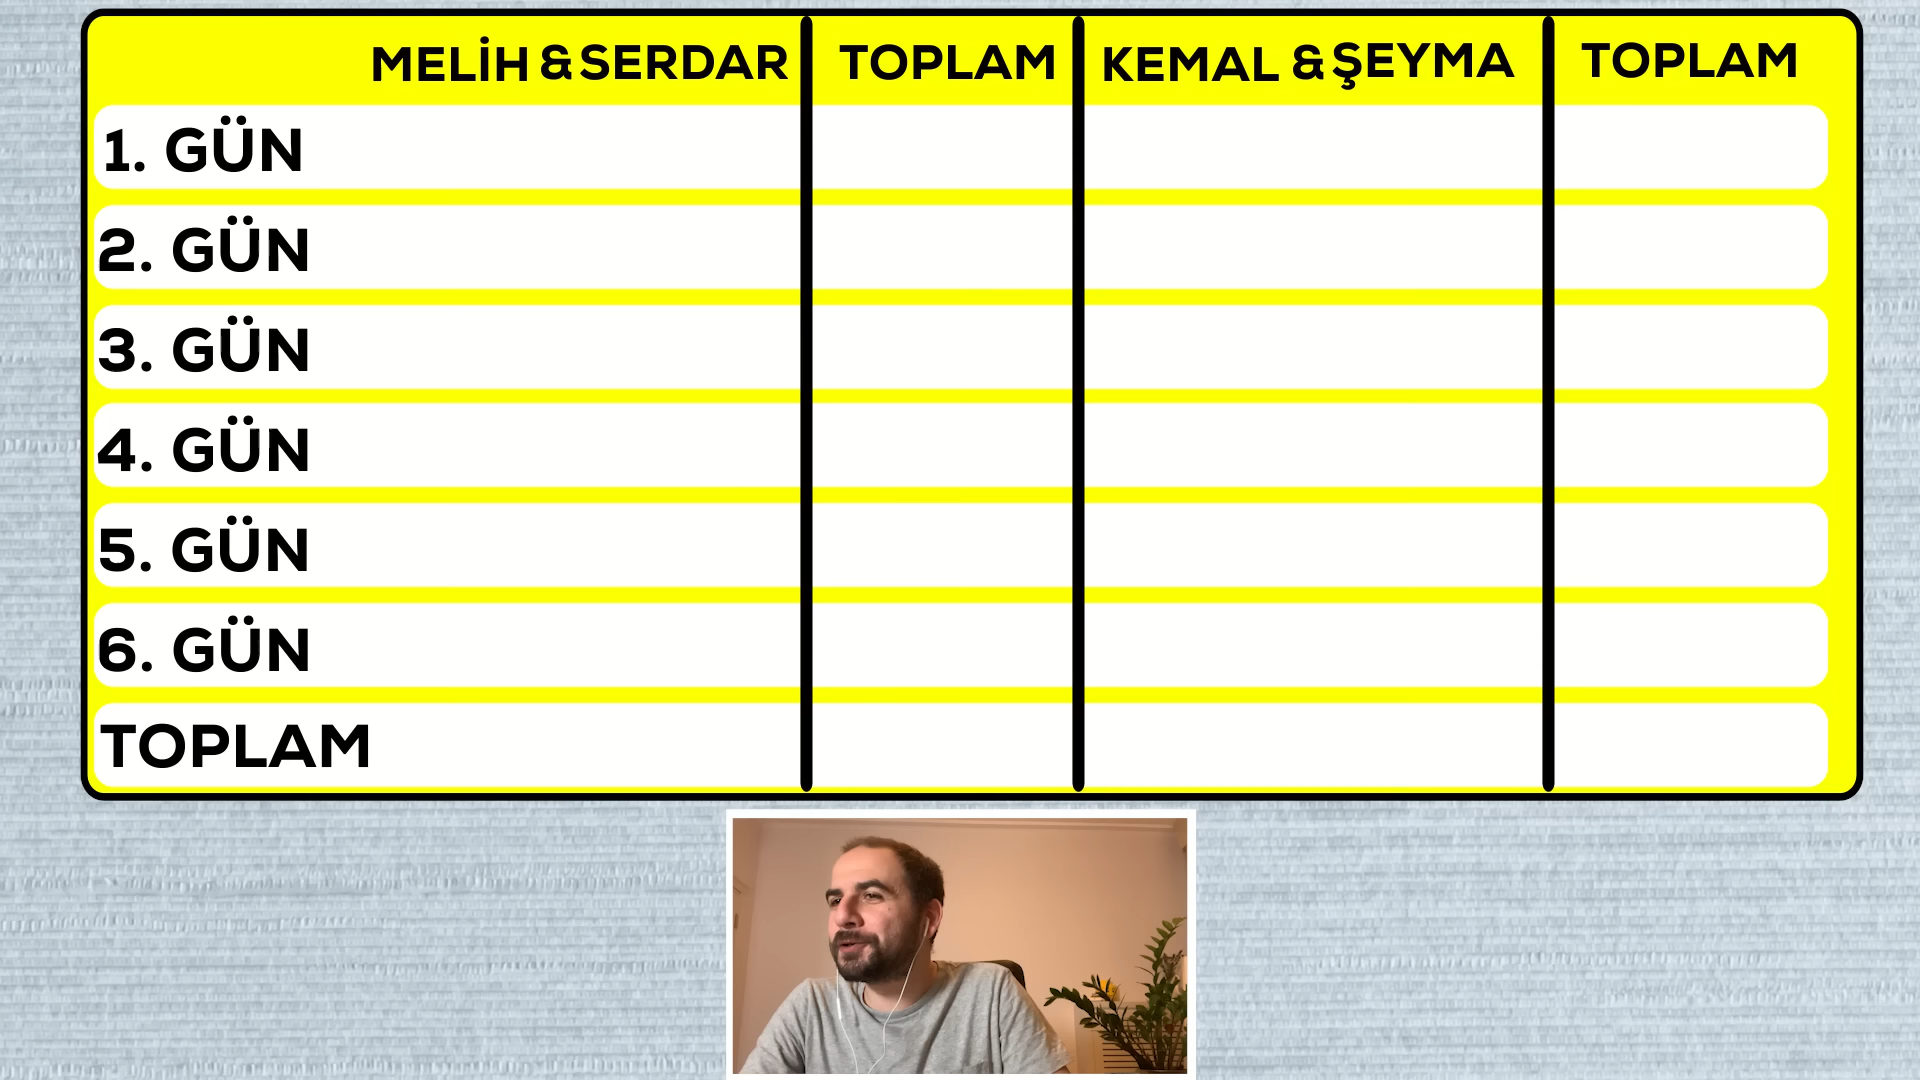 MELİH & SERDAR TOPLAM KEMAL & ŞEYMA TOPLAM
1. GÜN
2. GÜN
3. GÜN
4. GÜN
5. GÜN
6. GÜN
TOPLAM